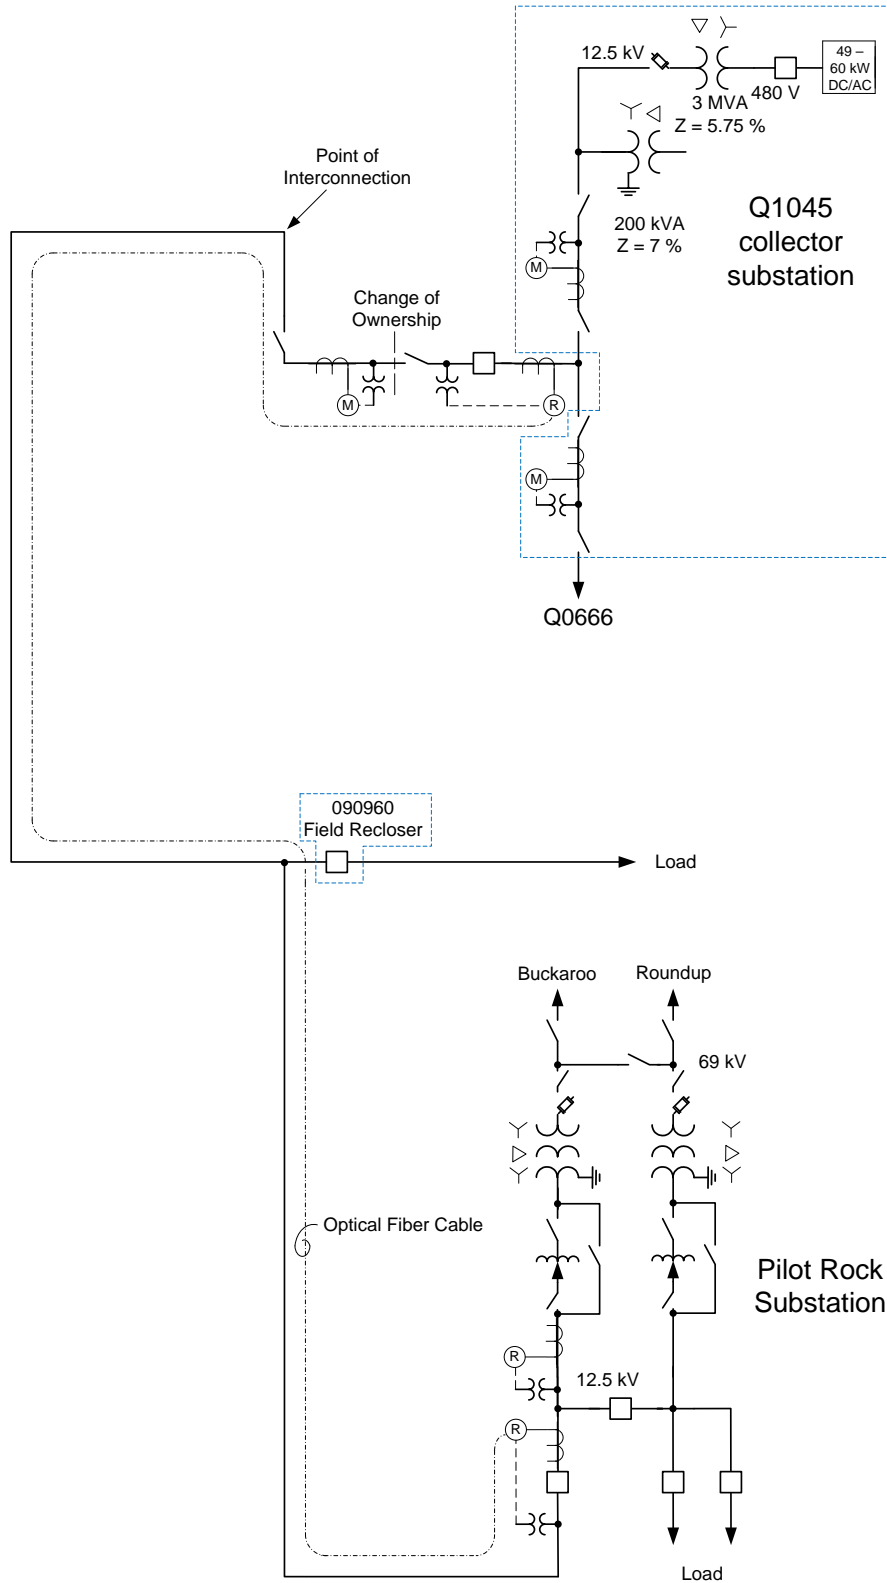 12.5 kV
49 –
60 kW
DC/AC
480 V
3 MVA
Z = 5.75 %
Point of
Interconnection
200 kVA
Z = 7 %
Q1045
collector
substation
M
Change of
Ownership
M
R
M
Q0666
090960
Field Recloser
Load
Buckaroo
Roundup
69 kV
Optical Fiber Cable
Pilot Rock
Substation
R
12.5 kV
R
Load